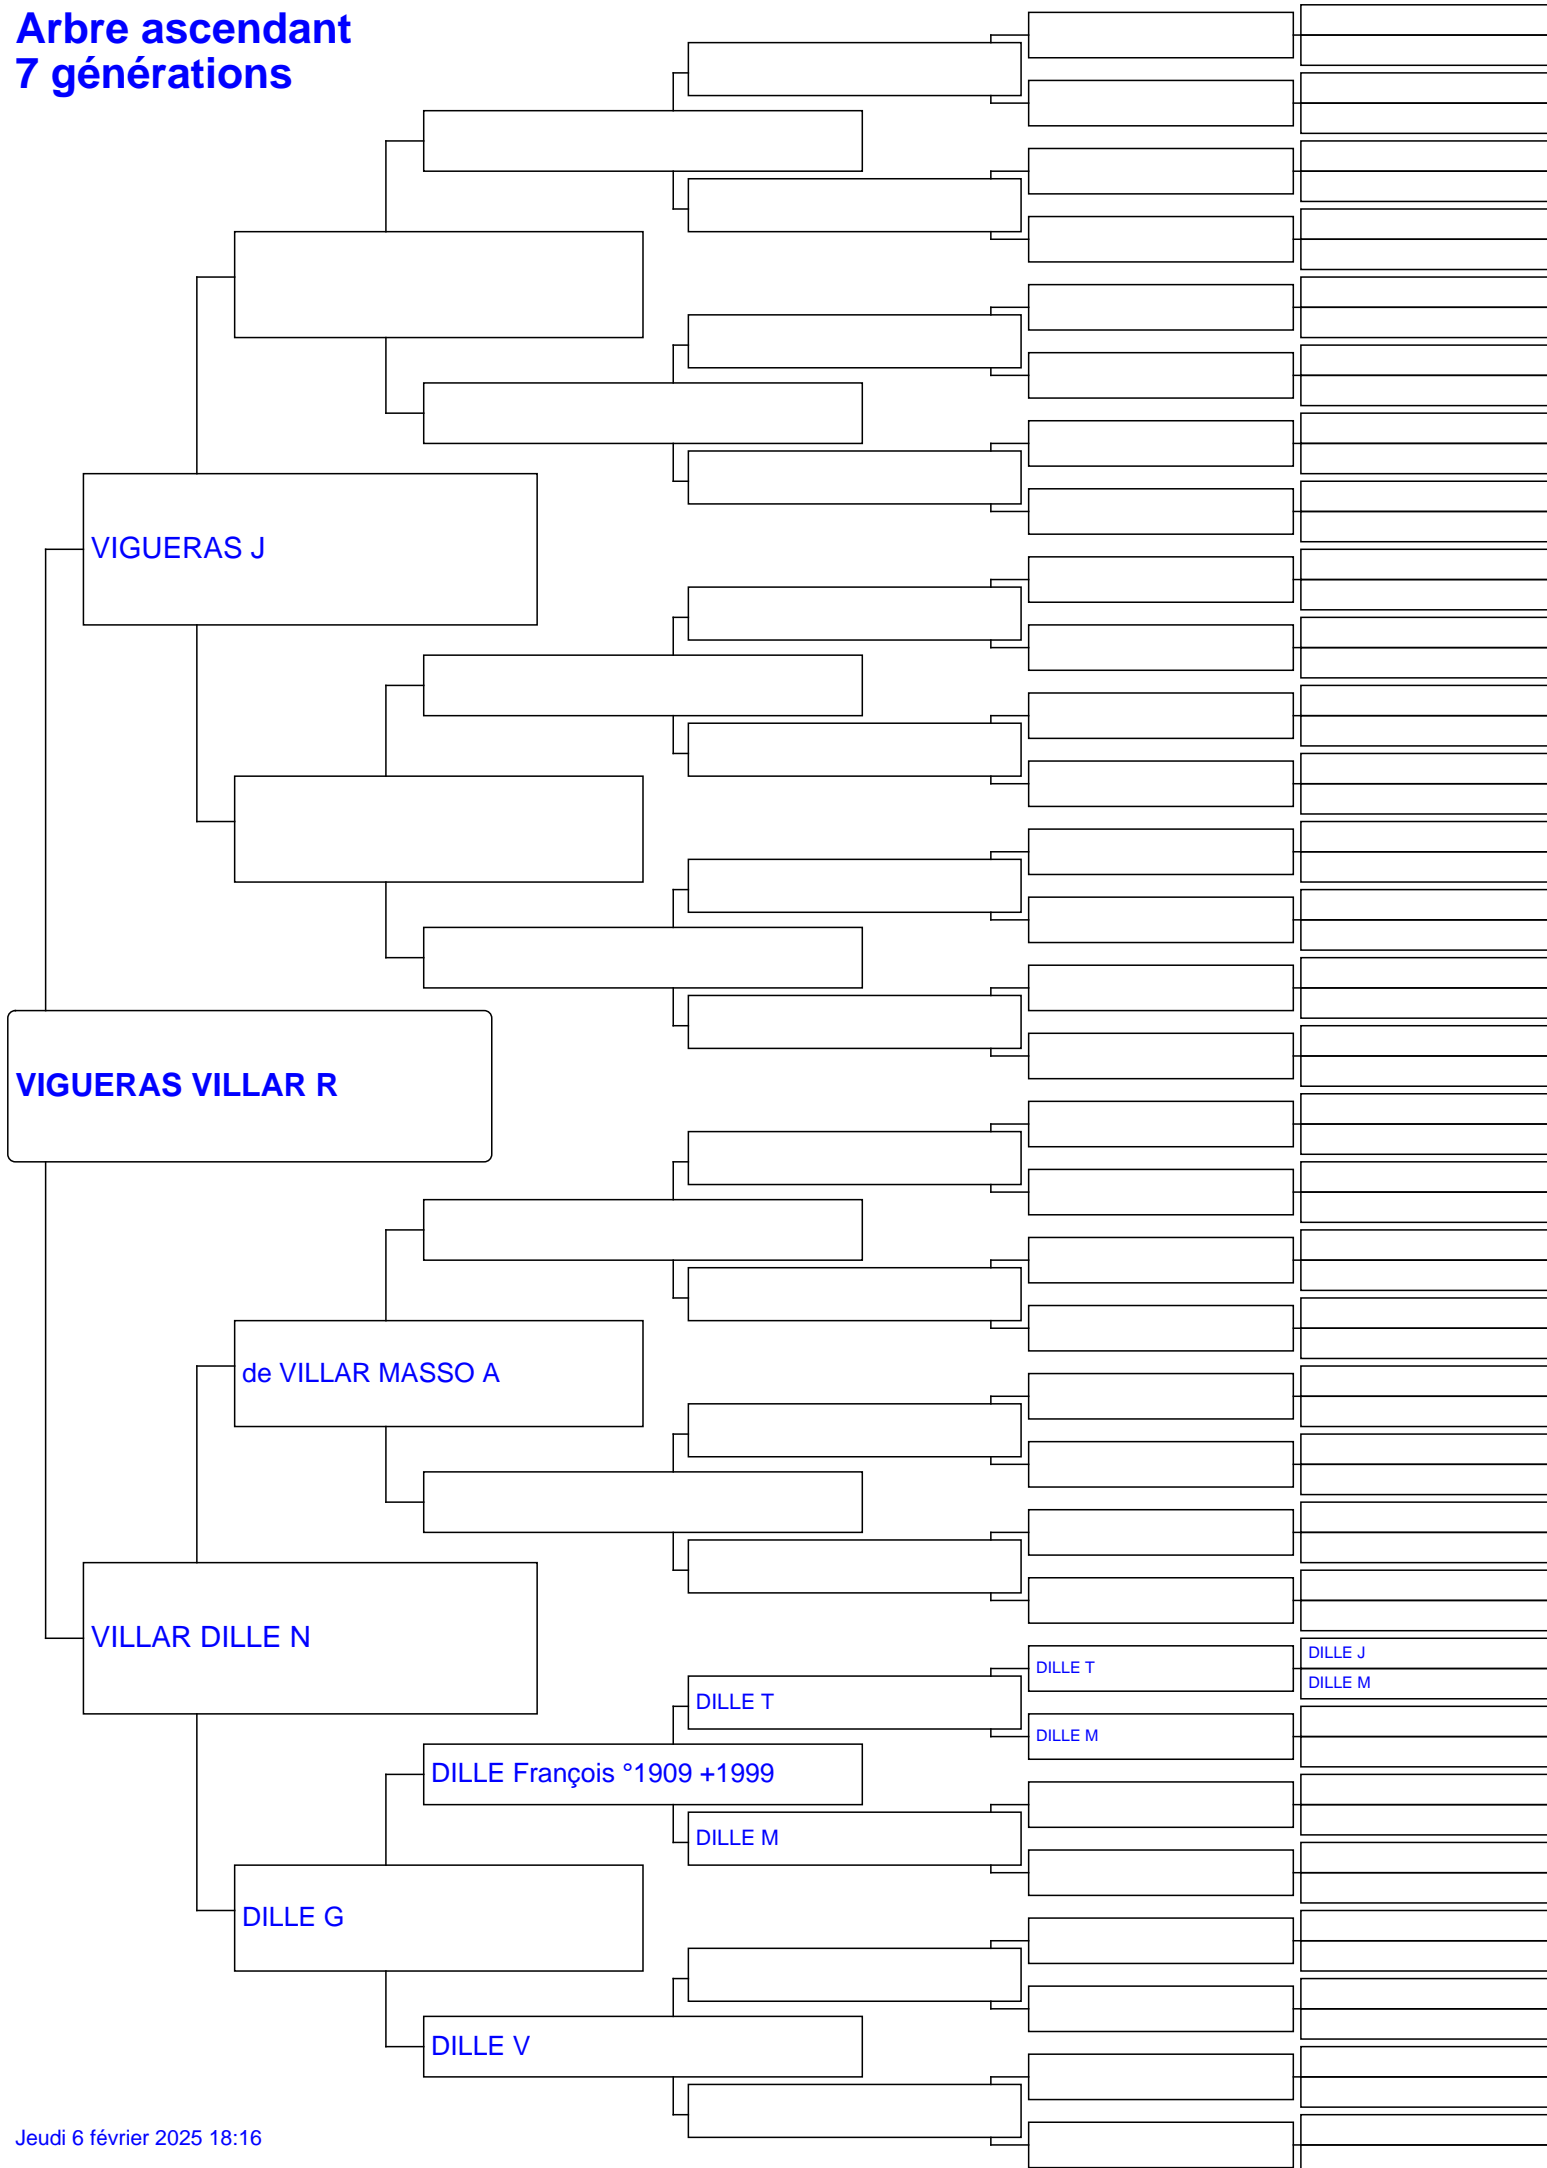 Arbre ascendant
7 générations
VIGUERAS J
VIGUERAS VILLAR R
de VILLAR MASSO A
VILLAR DILLE N
DILLE T
DILLE J
DILLE M
DILLE T
DILLE M
DILLE François °1909 +1999
DILLE M
DILLE G
DILLE V
Jeudi 6 février 2025 18:16